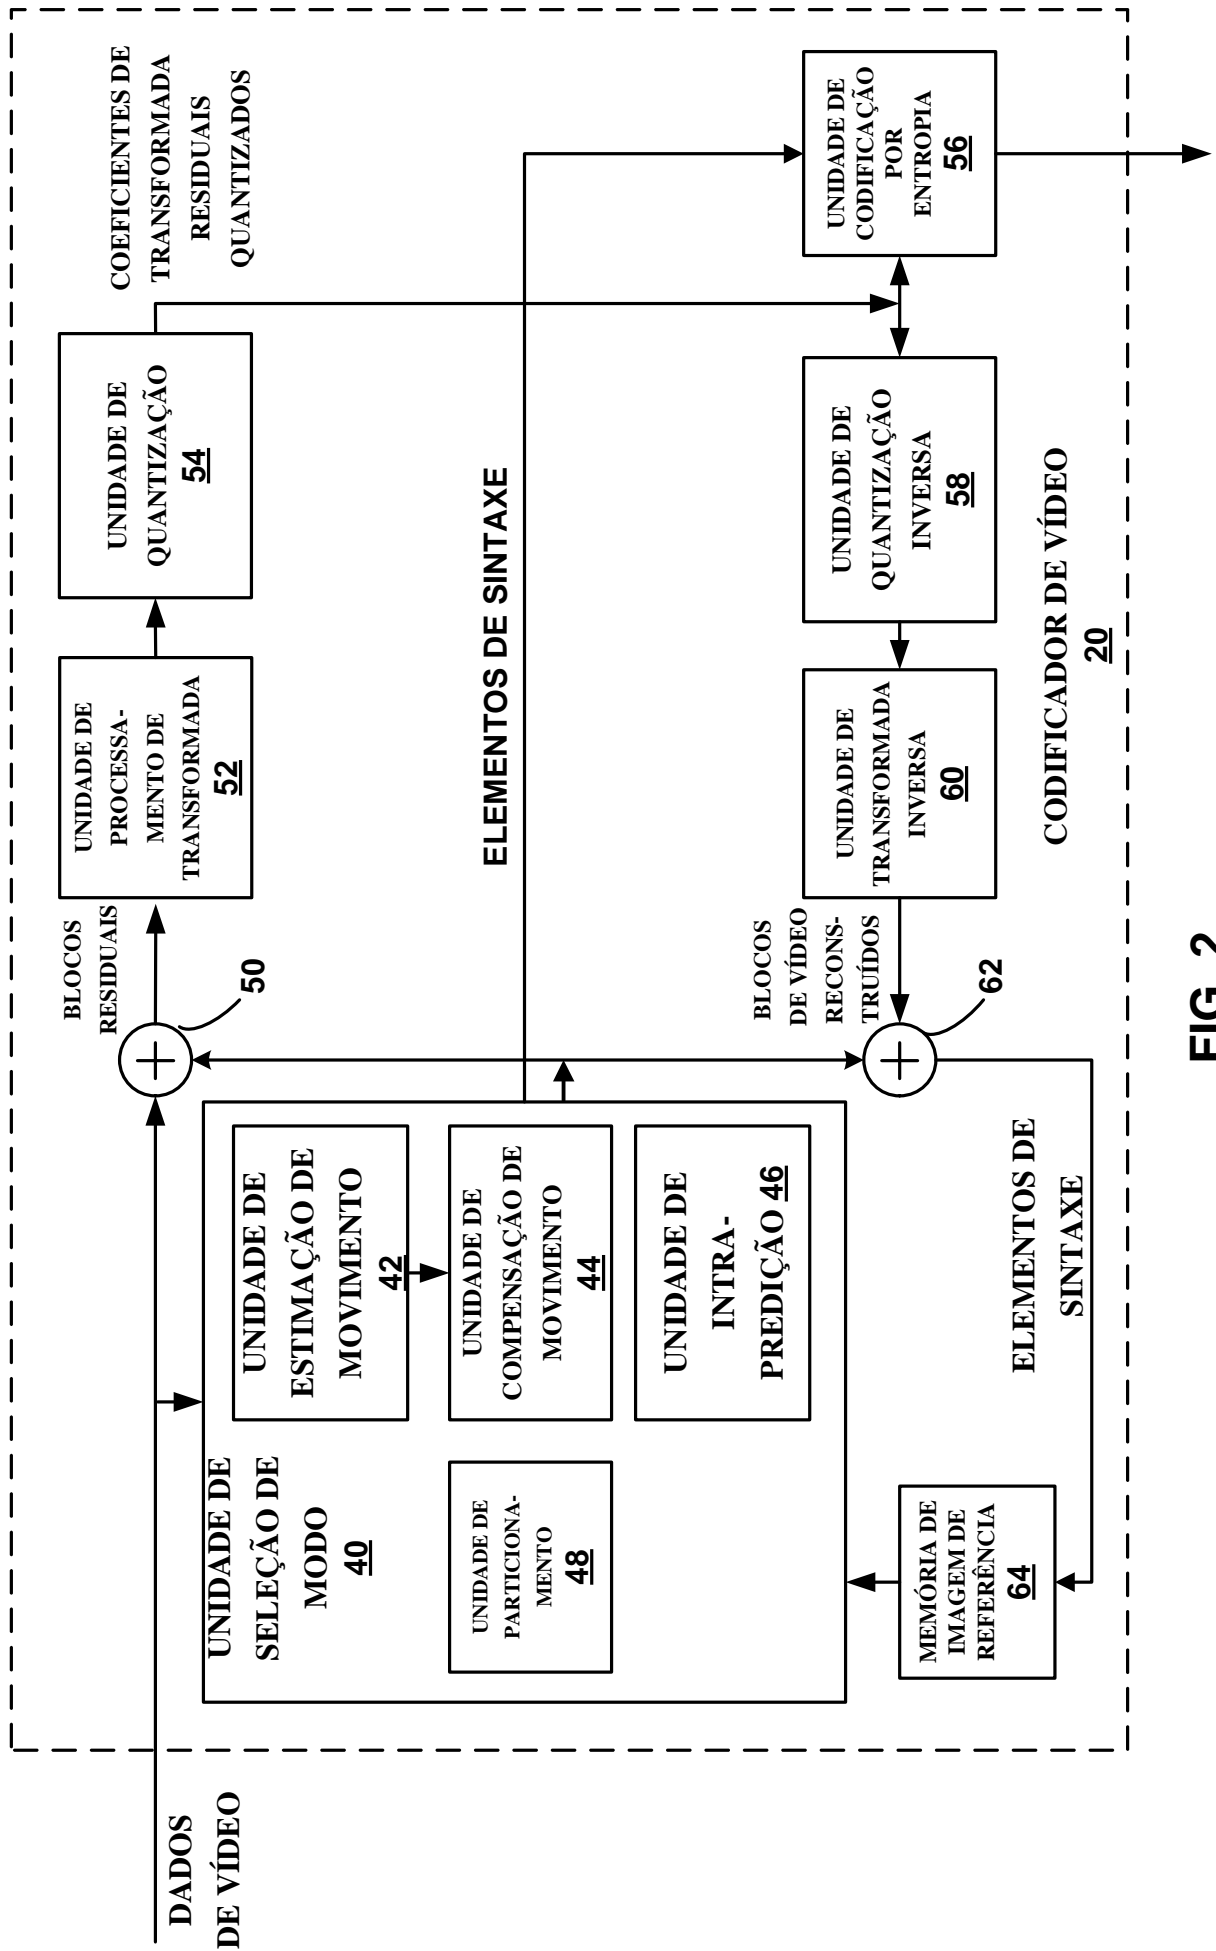 DADOS
DE VÍDEO
UNIDADE DE
SELEÇÃO DE
MODO
40
UNIDADE DE
PARTICIONA-
MENTO
48
UNIDADE DE
ESTIMAÇÃO DE
MOVIMENTO
42
UNIDADE DE
COMPENSAÇÃO DE
MOVIMENTO
44
UNIDADE DE
INTRA-
PREDIÇÃO 46
MEMÓRIA DE
IMAGEM DE
REFERÊNCIA
64
ELEMENTOS DE
SINTAXE
50
BLOCOS
RESIDUAIS
UNIDADE DE
PROCESSA-
MENTO DE
TRANSFORMADA
52
UNIDADE DE
QUANTIZAÇÃO
54
COEFICIENTES DE
TRANSFORMADA
RESIDUAIS
QUANTIZADOS
ELEMENTOS DE SINTAXE
62
BLOCOS
DE VÍDEO
RECONS-
TRUÍDOS
UNIDADE DE
TRANSFORMADA
INVERSA
60
UNIDADE DE
QUANTIZAÇÃO
INVERSA
58
UNIDADE DE
CODIFICAÇÃO
POR
ENTROPIA
56
CODIFICADOR DE VÍDEO
20
FIG. 2